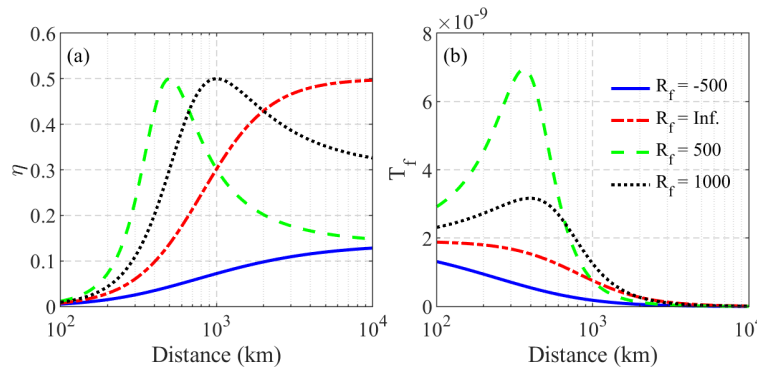 ×10⁻⁹
0.6
0.5
0.4
0.3
0.2
0.1
0
η
(a)
10²
10³
10⁴
Distance (km)
8
6
4
2
0
T_f
(b)
R_f = -500
R_f = Inf.
R_f = 500
R_f = 1000
10²
10³
10⁴
Distance (km)